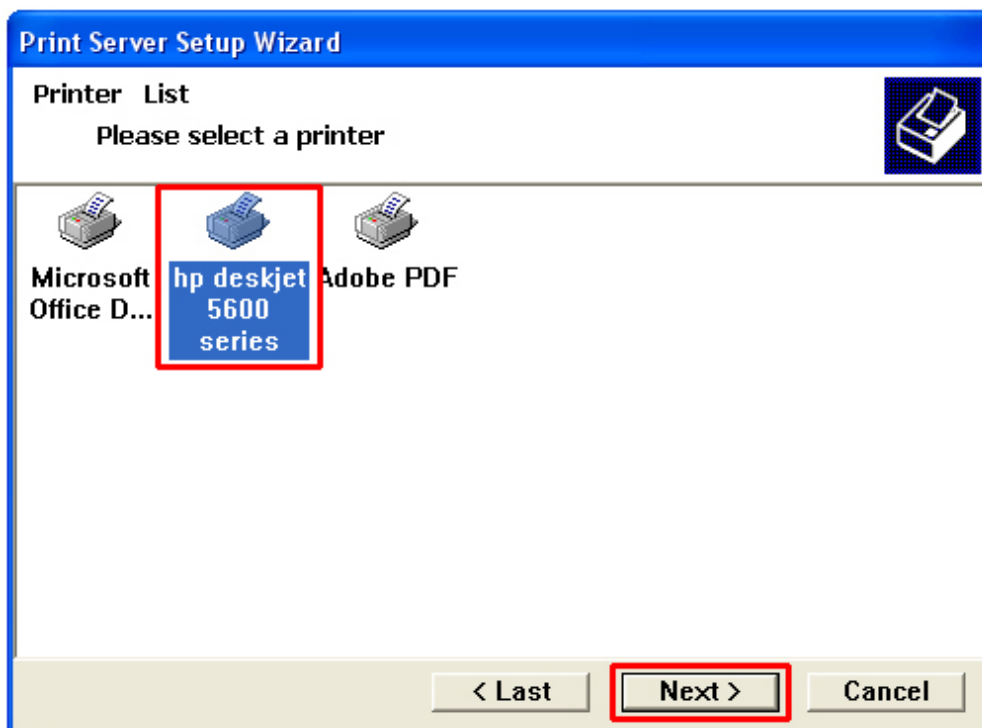 Print Server Setup Wizard
Printer List
Please select a printer
Microsoft
Office D...
hp deskjet
5600
series
Adobe PDF
< Last
Next >
Cancel